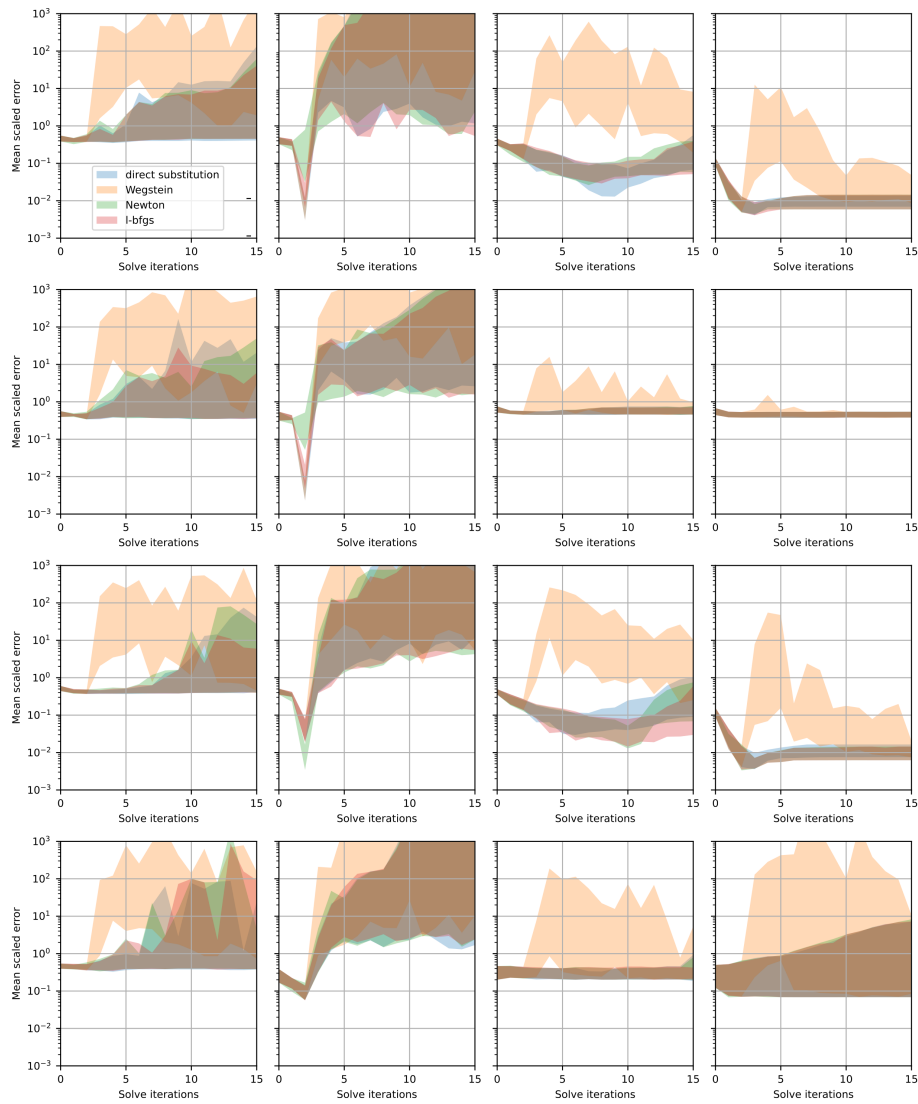 10³
10²
10¹
10⁰
10⁻¹
10⁻²
10⁻³
Mean scaled error
direct substitution
Wegstein
Newton
l-bfgs
0 5 10 15 0 5 10 15 0 5 10 15 0 5 10 15
Solve iterations Solve iterations Solve iterations Solve iterations
10³
10²
10¹
10⁰
10⁻¹
10⁻²
10⁻³
Mean scaled error
0 5 10 15 0 5 10 15 0 5 10 15 0 5 10 15
Solve iterations Solve iterations Solve iterations Solve iterations
10³
10²
10¹
10⁰
10⁻¹
10⁻²
10⁻³
Mean scaled error
0 5 10 15 0 5 10 15 0 5 10 15 0 5 10 15
Solve iterations Solve iterations Solve iterations Solve iterations
10³
10²
10¹
10⁰
10⁻¹
10⁻²
10⁻³
Mean scaled error
0 5 10 15 0 5 10 15 0 5 10 15 0 5 10 15
Solve iterations Solve iterations Solve iterations Solve iterations